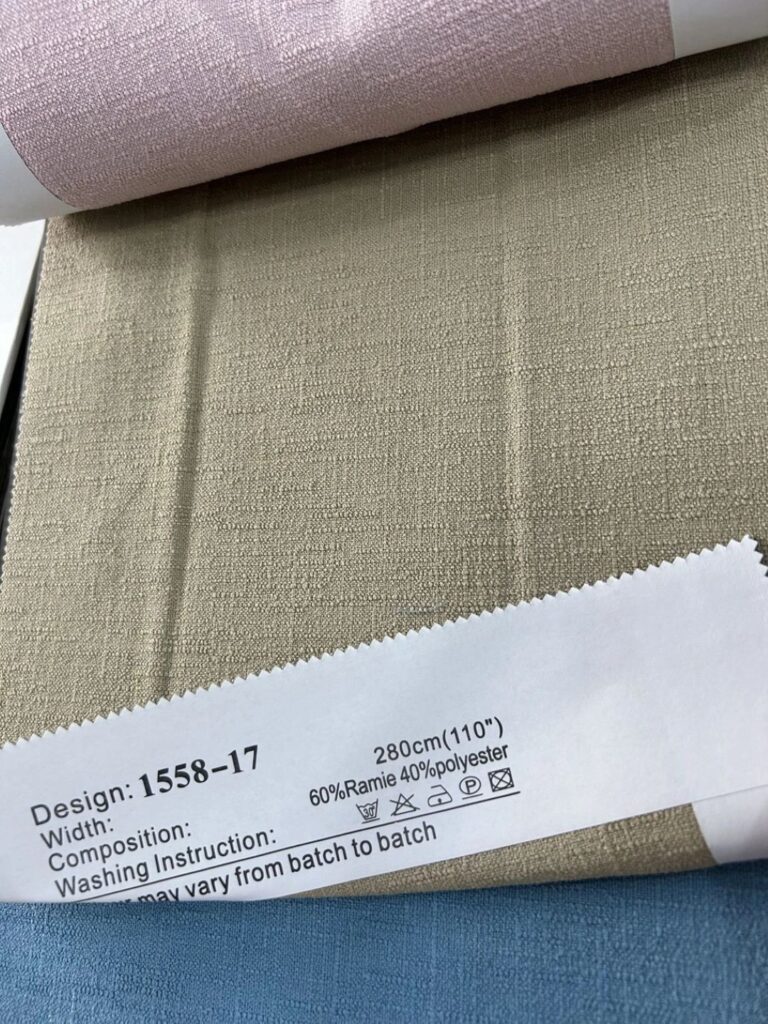 Design: 1558-17
Width: 280cm(110")
Composition: 60%Ramie 40%polyester
Washing Instruction: 30 P
may vary from batch to batch